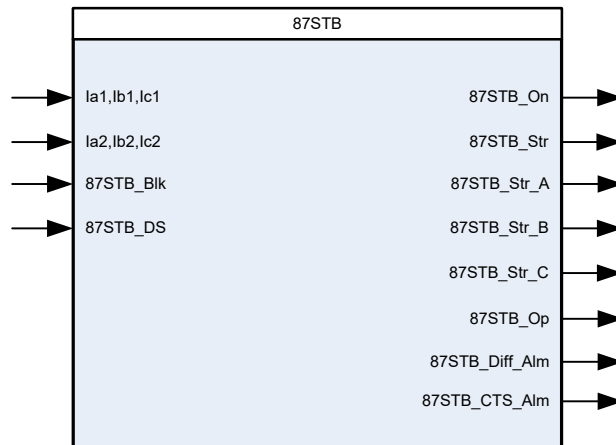 87STB
Ia1,Ib1,Ic1 87STB_On
Ia2,Ib2,Ic2 87STB_Str
87STB_Blk 87STB_Str_A
87STB_DS 87STB_Str_B
87STB_Str_C
87STB_Op
87STB_Diff_Alm
87STB_CTS_Alm